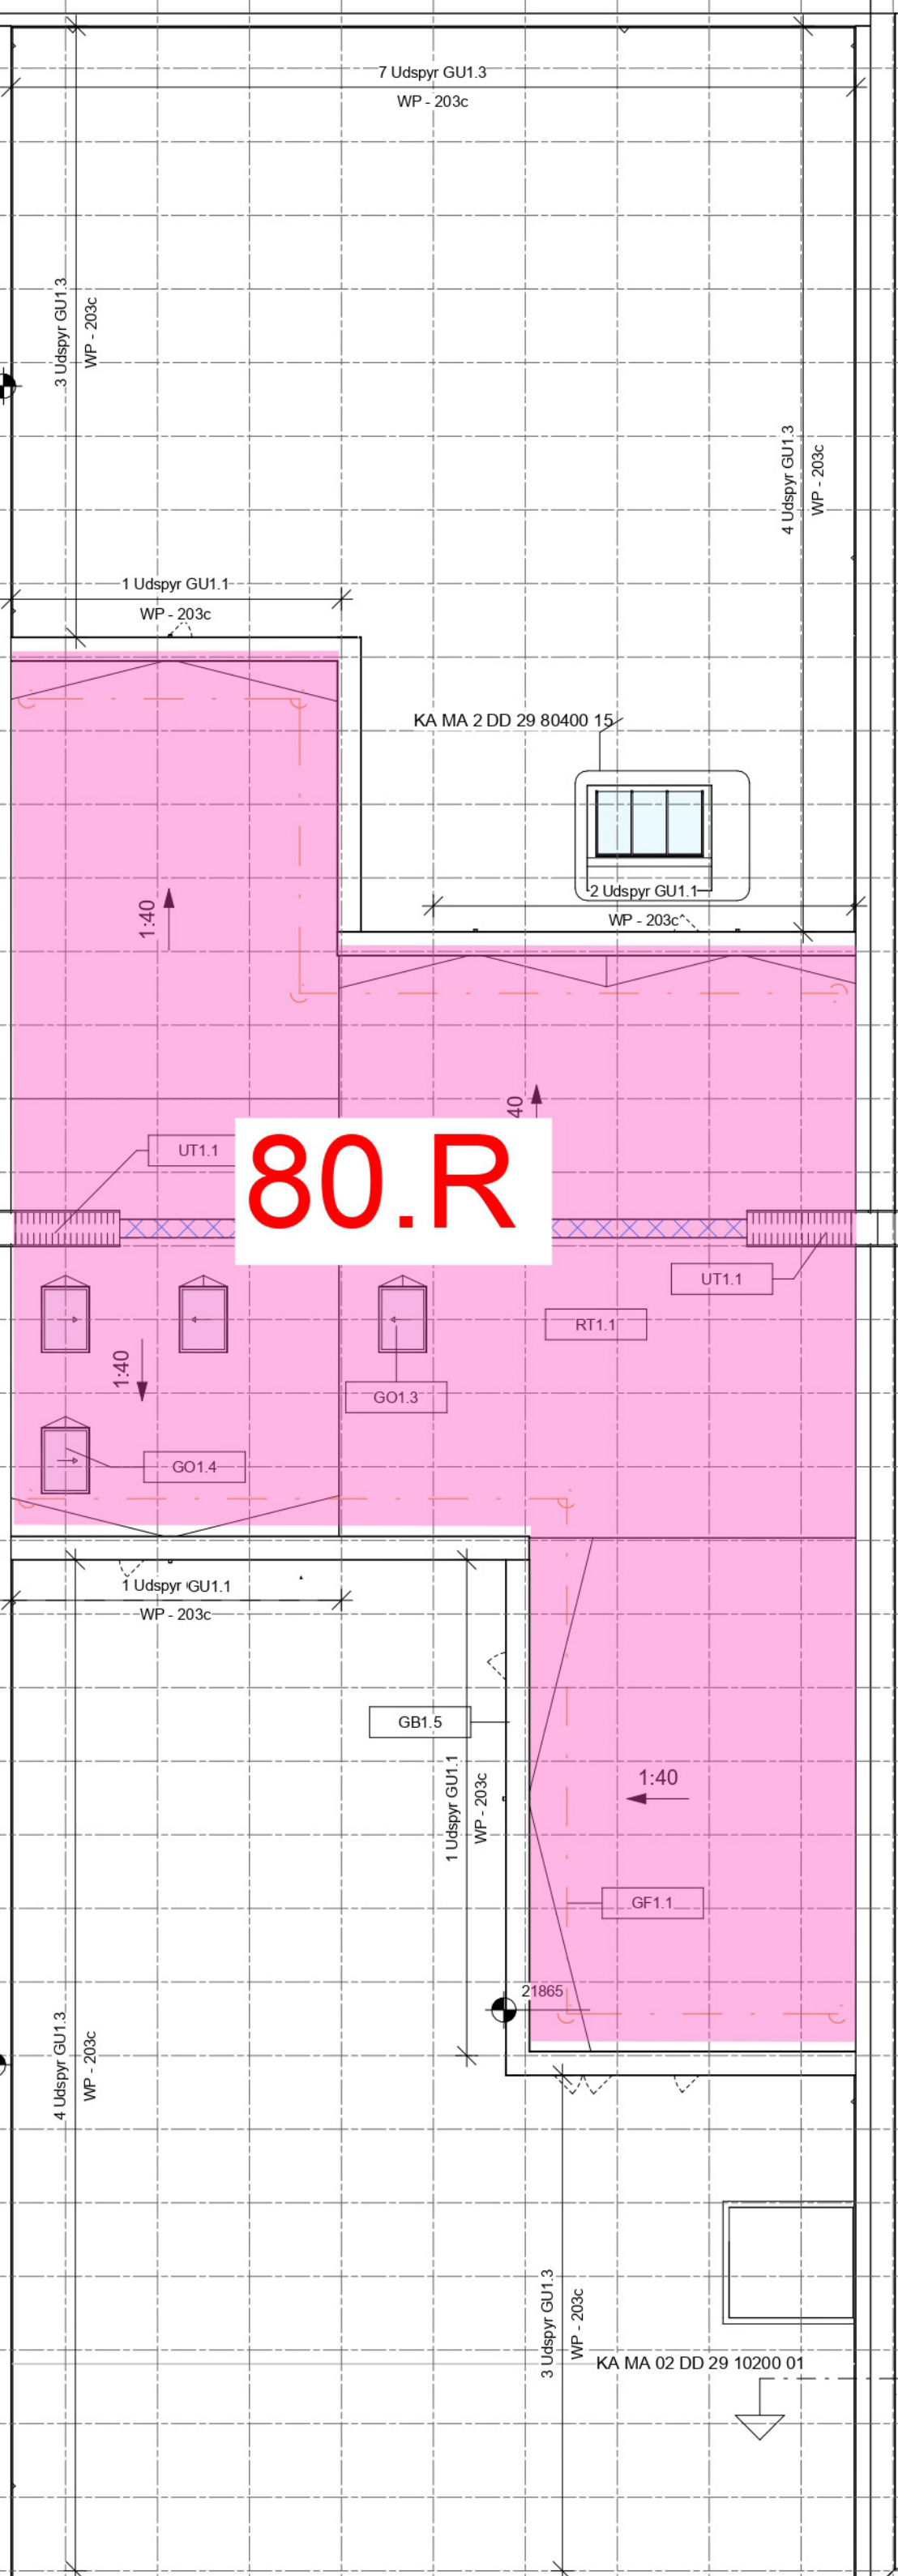 7 Udspyr GU1.3
WP - 203c
3 Udspyr GU1.3
WP - 203c
4 Udspyr GU1.3
WP - 203c
1 Udspyr GU1.1
WP - 203c
KA MA 2 DD 29 80400 15
2 Udspyr GU1.1
WP - 203c
1:40
40
UT1.1
80.R
UT1.1
RT1.1
1:40
GO1.3
GO1.4
1 Udspyr GU1.1
WP - 203c
GB1.5
1 Udspyr GU1.1
WP - 203c
1:40
GF1.1
21865
4 Udspyr GU1.3
WP - 203c
3 Udspyr GU1.3
WP - 203c
KA MA 02 DD 29 10200 01